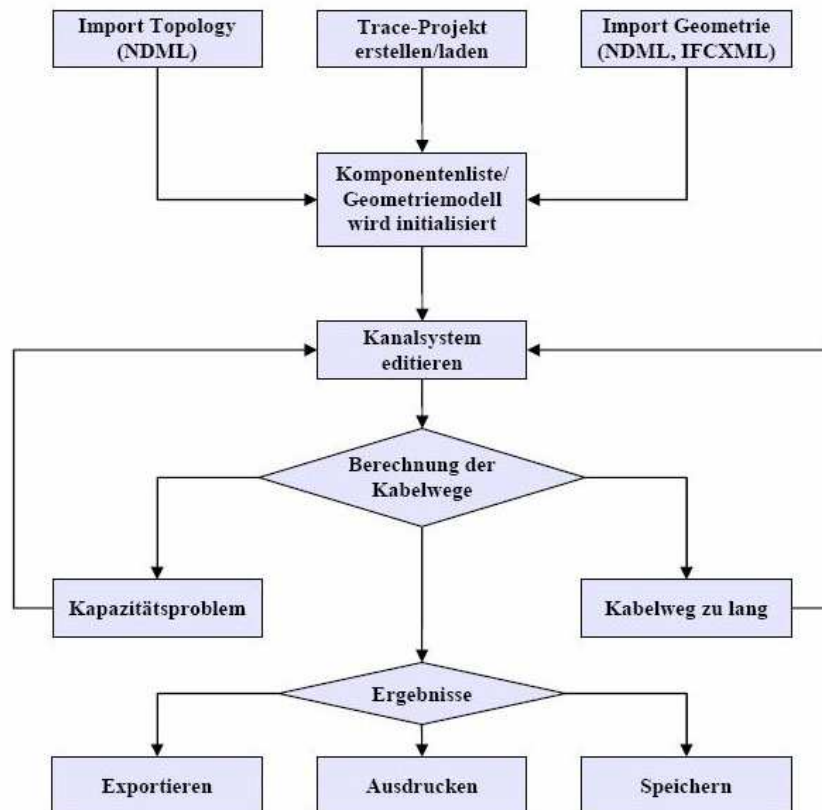 Import Topology
(NDML)
Trace-Projekt
erstellen/laden
Import Geometrie
(NDML, IFCXML)
Komponentenliste/
Geometriemodell
wird initialisiert
Kanalsystem
editieren
Berechnung der
Kabelwege
Kapazitätsproblem
Kabelweg zu lang
Ergebnisse
Exportieren
Ausdrucken
Speichern